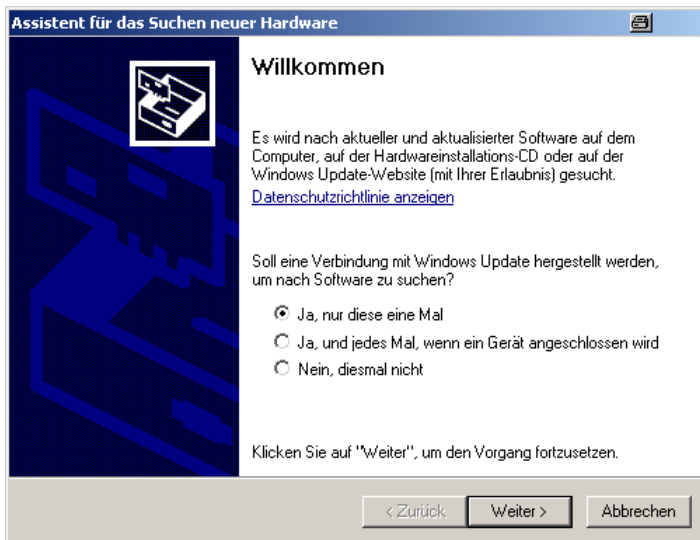 Assistent für das Suchen neuer Hardware
Willkommen
Es wird nach aktueller und aktualisierter Software auf dem
Computer, auf der Hardwareinstallations-CD oder auf der
Windows Update-Website (mit Ihrer Erlaubnis) gesucht.
Datenschutzrichtlinie anzeigen
Soll eine Verbindung mit Windows Update hergestellt werden,
um nach Software zu suchen?
Ja, nur diese eine Mal
Ja, und jedes Mal, wenn ein Gerät angeschlossen wird
Nein, diesmal nicht
Klicken Sie auf "Weiter", um den Vorgang fortzusetzen.
< Zurück Weiter > Abbrechen